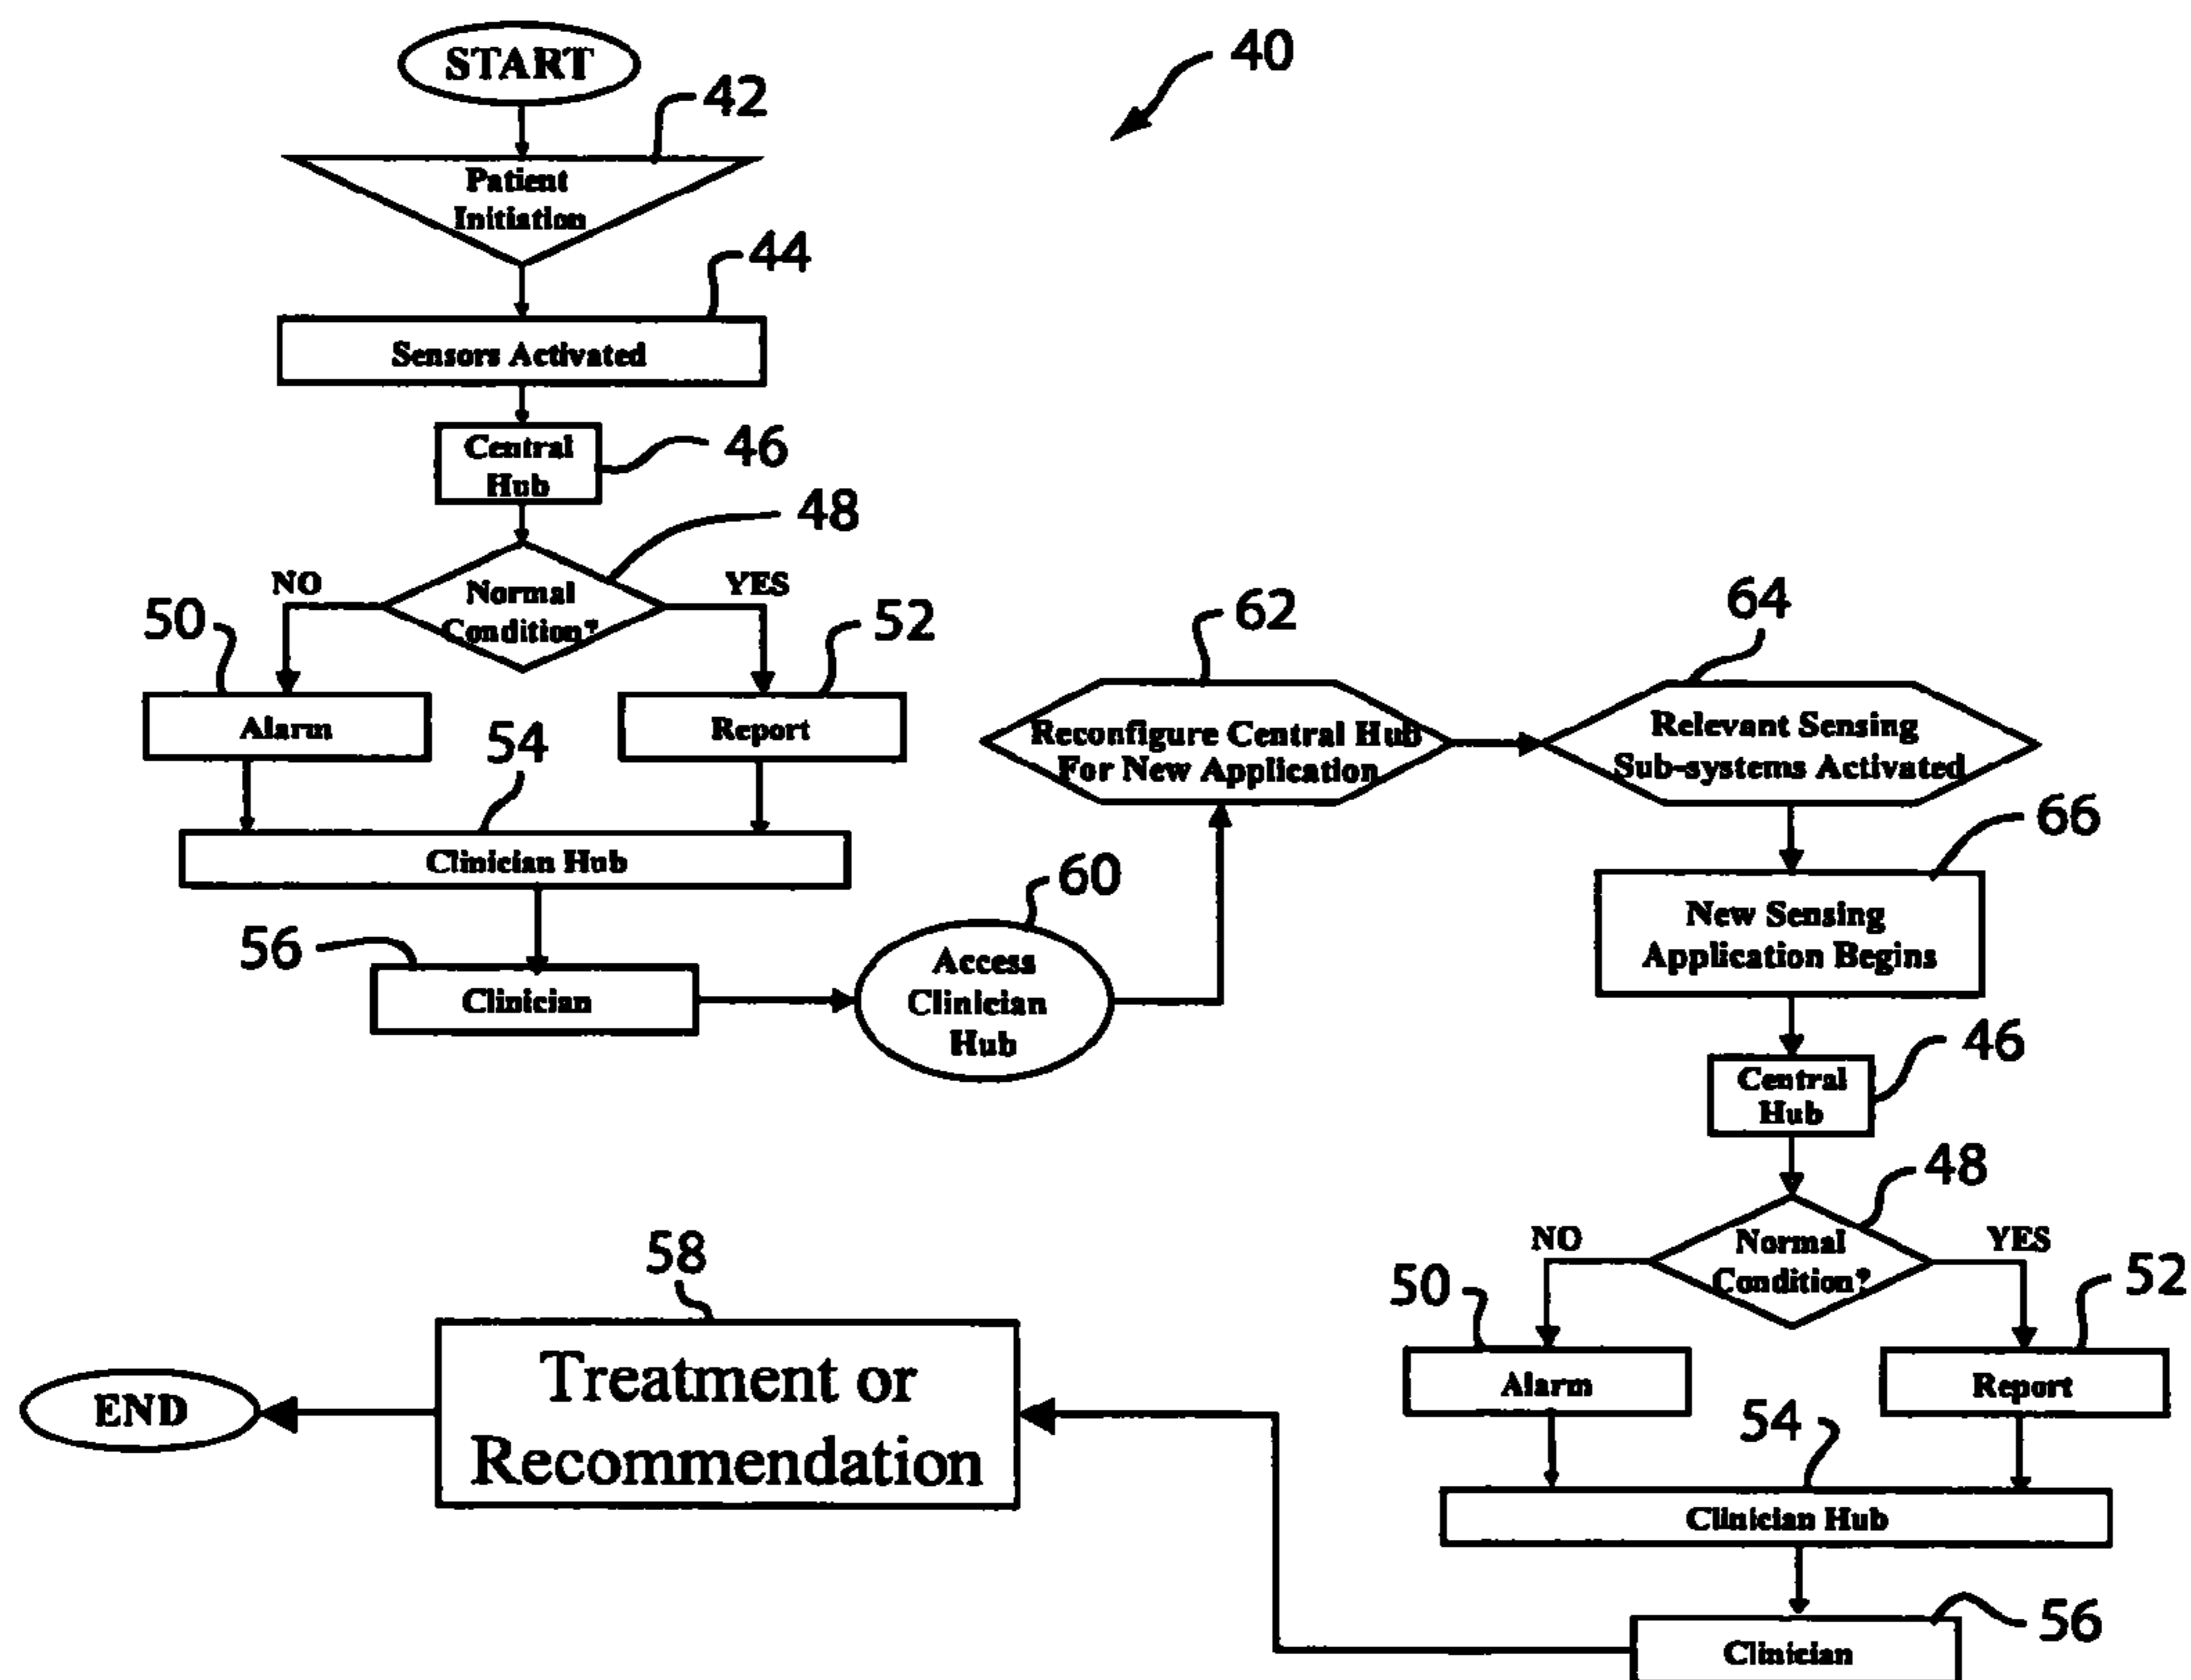 START
40
42
Patient
Initiation
44
Sensors Activated
Central
Hub
46
48
NO
Normal
Condition?
YES
50
52
Alarm
Report
54
Clinician Hub
56
Clinician
60
Access
Clinician
Hub
62
Reconfigure Central Hub
For New Application
64
Relevant Sensing
Sub-systems Activated
66
New Sensing
Application Begins
46
Central
Hub
48
NO
Normal
Condition?
YES
50
52
Alarm
Report
54
Clinician Hub
56
Clinician
58
Treatment or
Recommendation
END